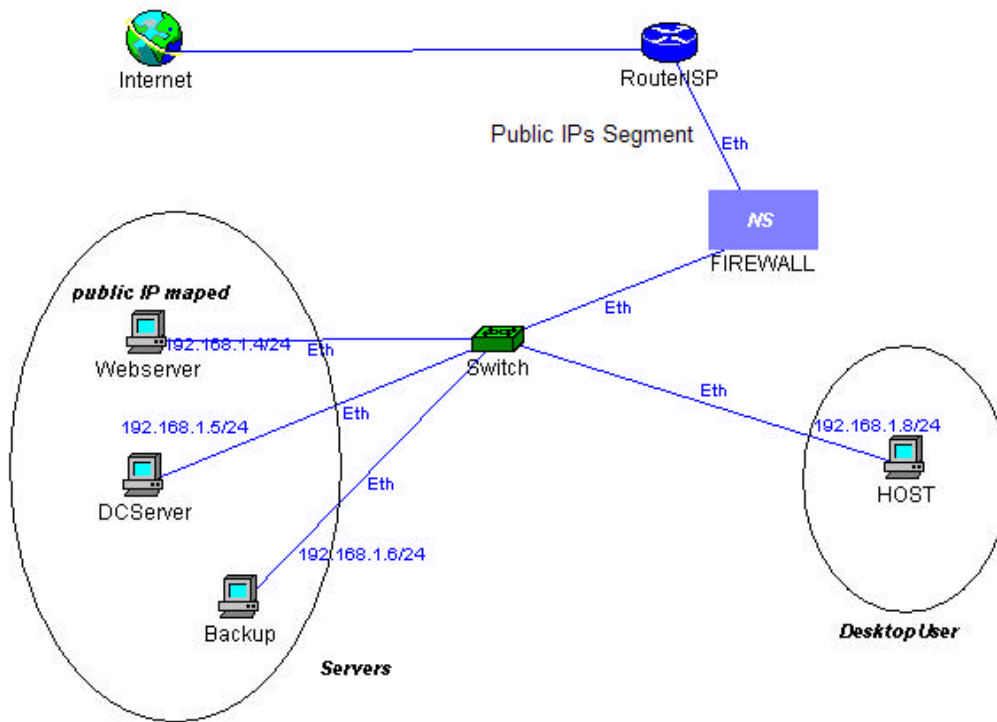 Internet
RouterISP
Public IPs Segment
Eth
NS
FIREWALL
Eth
public IP maped
192.168.1.4/24
Eth
Webserver
Switch
Eth
192.168.1.5/24
Eth
192.168.1.8/24
DCServer
Eth
HOST
192.168.1.6/24
Backup
Desktop User
Servers